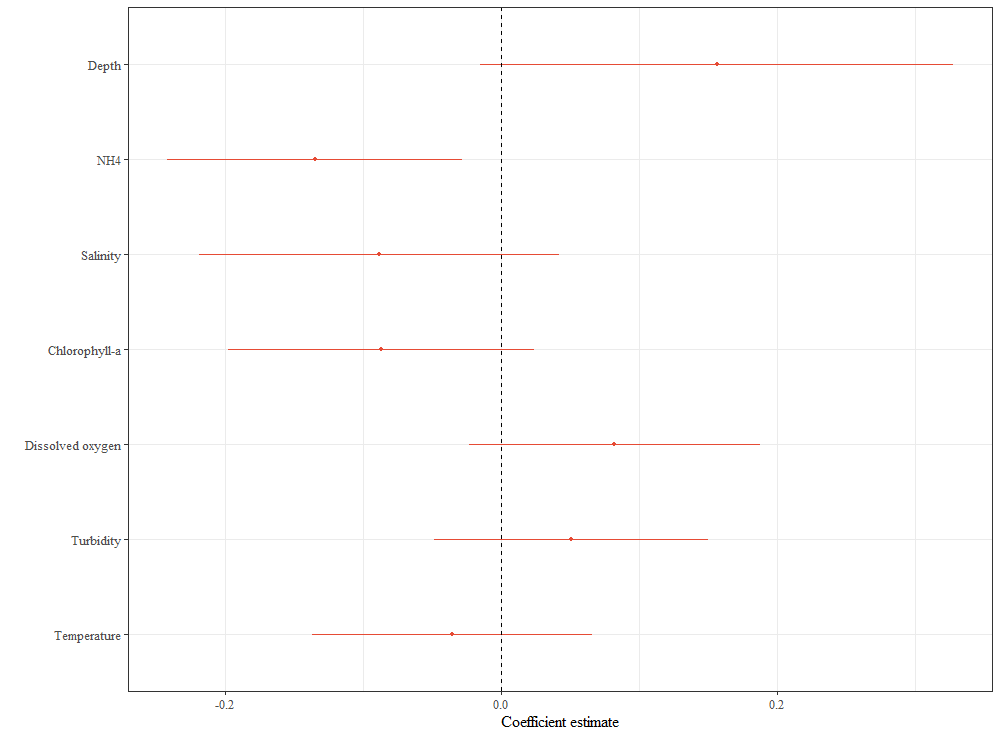 Depth
NH4
Salinity
Chlorophyll-a
Dissolved oxygen
Turbidity
Temperature
-0.2 0.0 0.2
Coefficient estimate